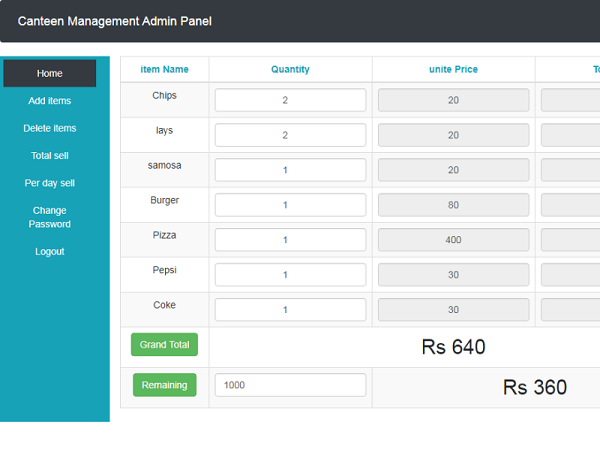 Canteen Management Admin Panel
Home
Add items
Delete items
Total sell
Per day sell
Change
Password
Logout
item Name Quantity unite Price To
Chips 2 20
lays 2 20
samosa 1 20
Burger 1 80
Pizza 1 400
Pepsi 1 30
Coke 1 30
Grand Total Rs 640
Remaining 1000 Rs 360